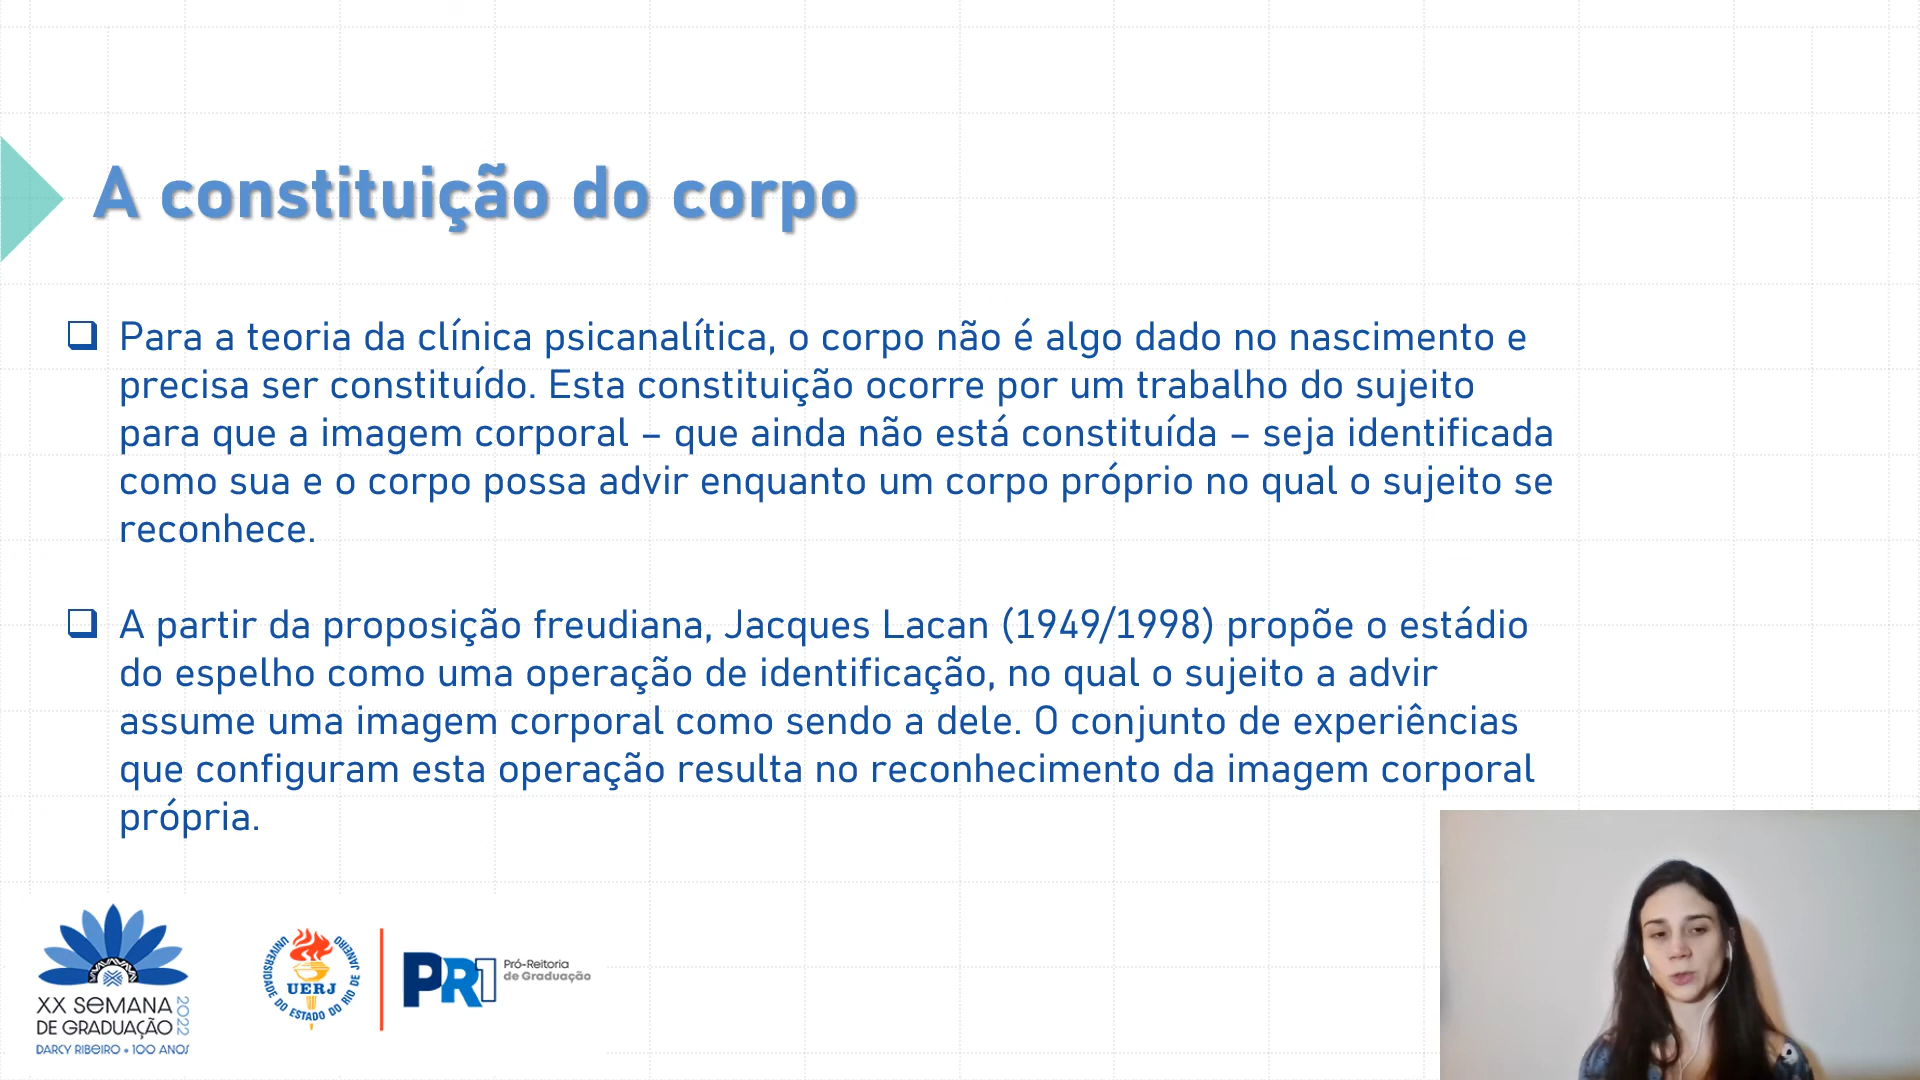 A constituição do corpo
Para a teoria da clínica psicanalítica, o corpo não é algo dado no nascimento e
precisa ser constituído. Esta constituição ocorre por um trabalho do sujeito
para que a imagem corporal – que ainda não está constituída – seja identificada
como sua e o corpo possa advir enquanto um corpo próprio no qual o sujeito se
reconhece.
A partir da proposição freudiana, Jacques Lacan (1949/1998) propõe o estádio
do espelho como uma operação de identificação, no qual o sujeito a advir
assume uma imagem corporal como sendo a dele. O conjunto de experiências
que configuram esta operação resulta no reconhecimento da imagem corporal
própria.
XX SEMANA
DE GRADUAÇÃO
2022
DARCY RIBEIRO • 100 ANOS
UNIVERSIDADE DO ESTADO DO RIO DE JANEIRO
UERJ
PR1
Pró-Reitoria
de Graduação